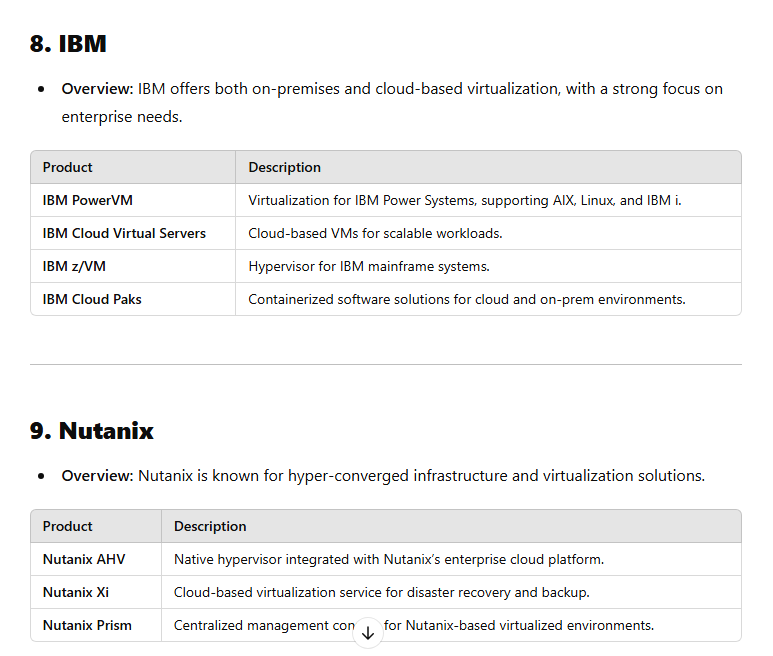 8. IBM
• Overview: IBM offers both on-premises and cloud-based virtualization, with a strong focus on
enterprise needs.
Product Description
IBM PowerVM Virtualization for IBM Power Systems, supporting AIX, Linux, and IBM i.
IBM Cloud Virtual Servers Cloud-based VMs for scalable workloads.
IBM z/VM Hypervisor for IBM mainframe systems.
IBM Cloud Paks Containerized software solutions for cloud and on-prem environments.
9. Nutanix
• Overview: Nutanix is known for hyper-converged infrastructure and virtualization solutions.
Product Description
Nutanix AHV Native hypervisor integrated with Nutanix’s enterprise cloud platform.
Nutanix Xi Cloud-based virtualization service for disaster recovery and backup.
Nutanix Prism Centralized management for Nutanix-based virtualized environments.